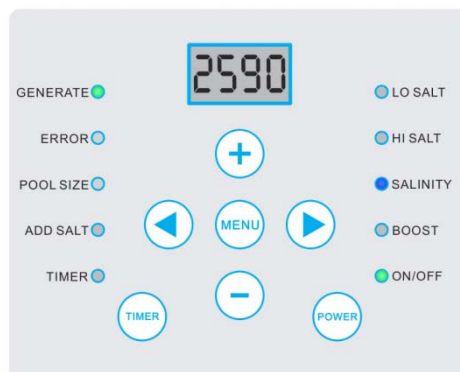 2590
GENERATE
LO SALT
ERROR
HI SALT
+
POOL SIZE
SALINITY
MENU
ADD SALT
BOOST
TIMER
ON/OFF
−
TIMER
POWER